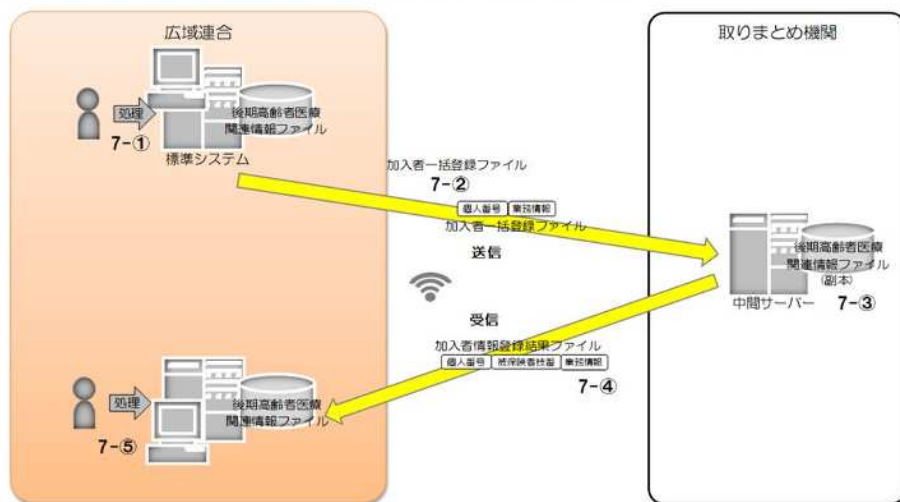 広域連合
取りまとめ機関
処理
7-①
後期高齢者医療
関連情報ファイル
標準システム
加入者一括登録ファイル
7-②
個人番号 業務情報
加入者一括登録ファイル
送信
後期高齢者医療
関連情報ファイル
(副本)
中間サーバー
7-③
受信
加入者情報登録結果ファイル
個人番号 被保険者枝番 業務情報
7-④
処理
7-⑤
後期高齢者医療
関連情報ファイル